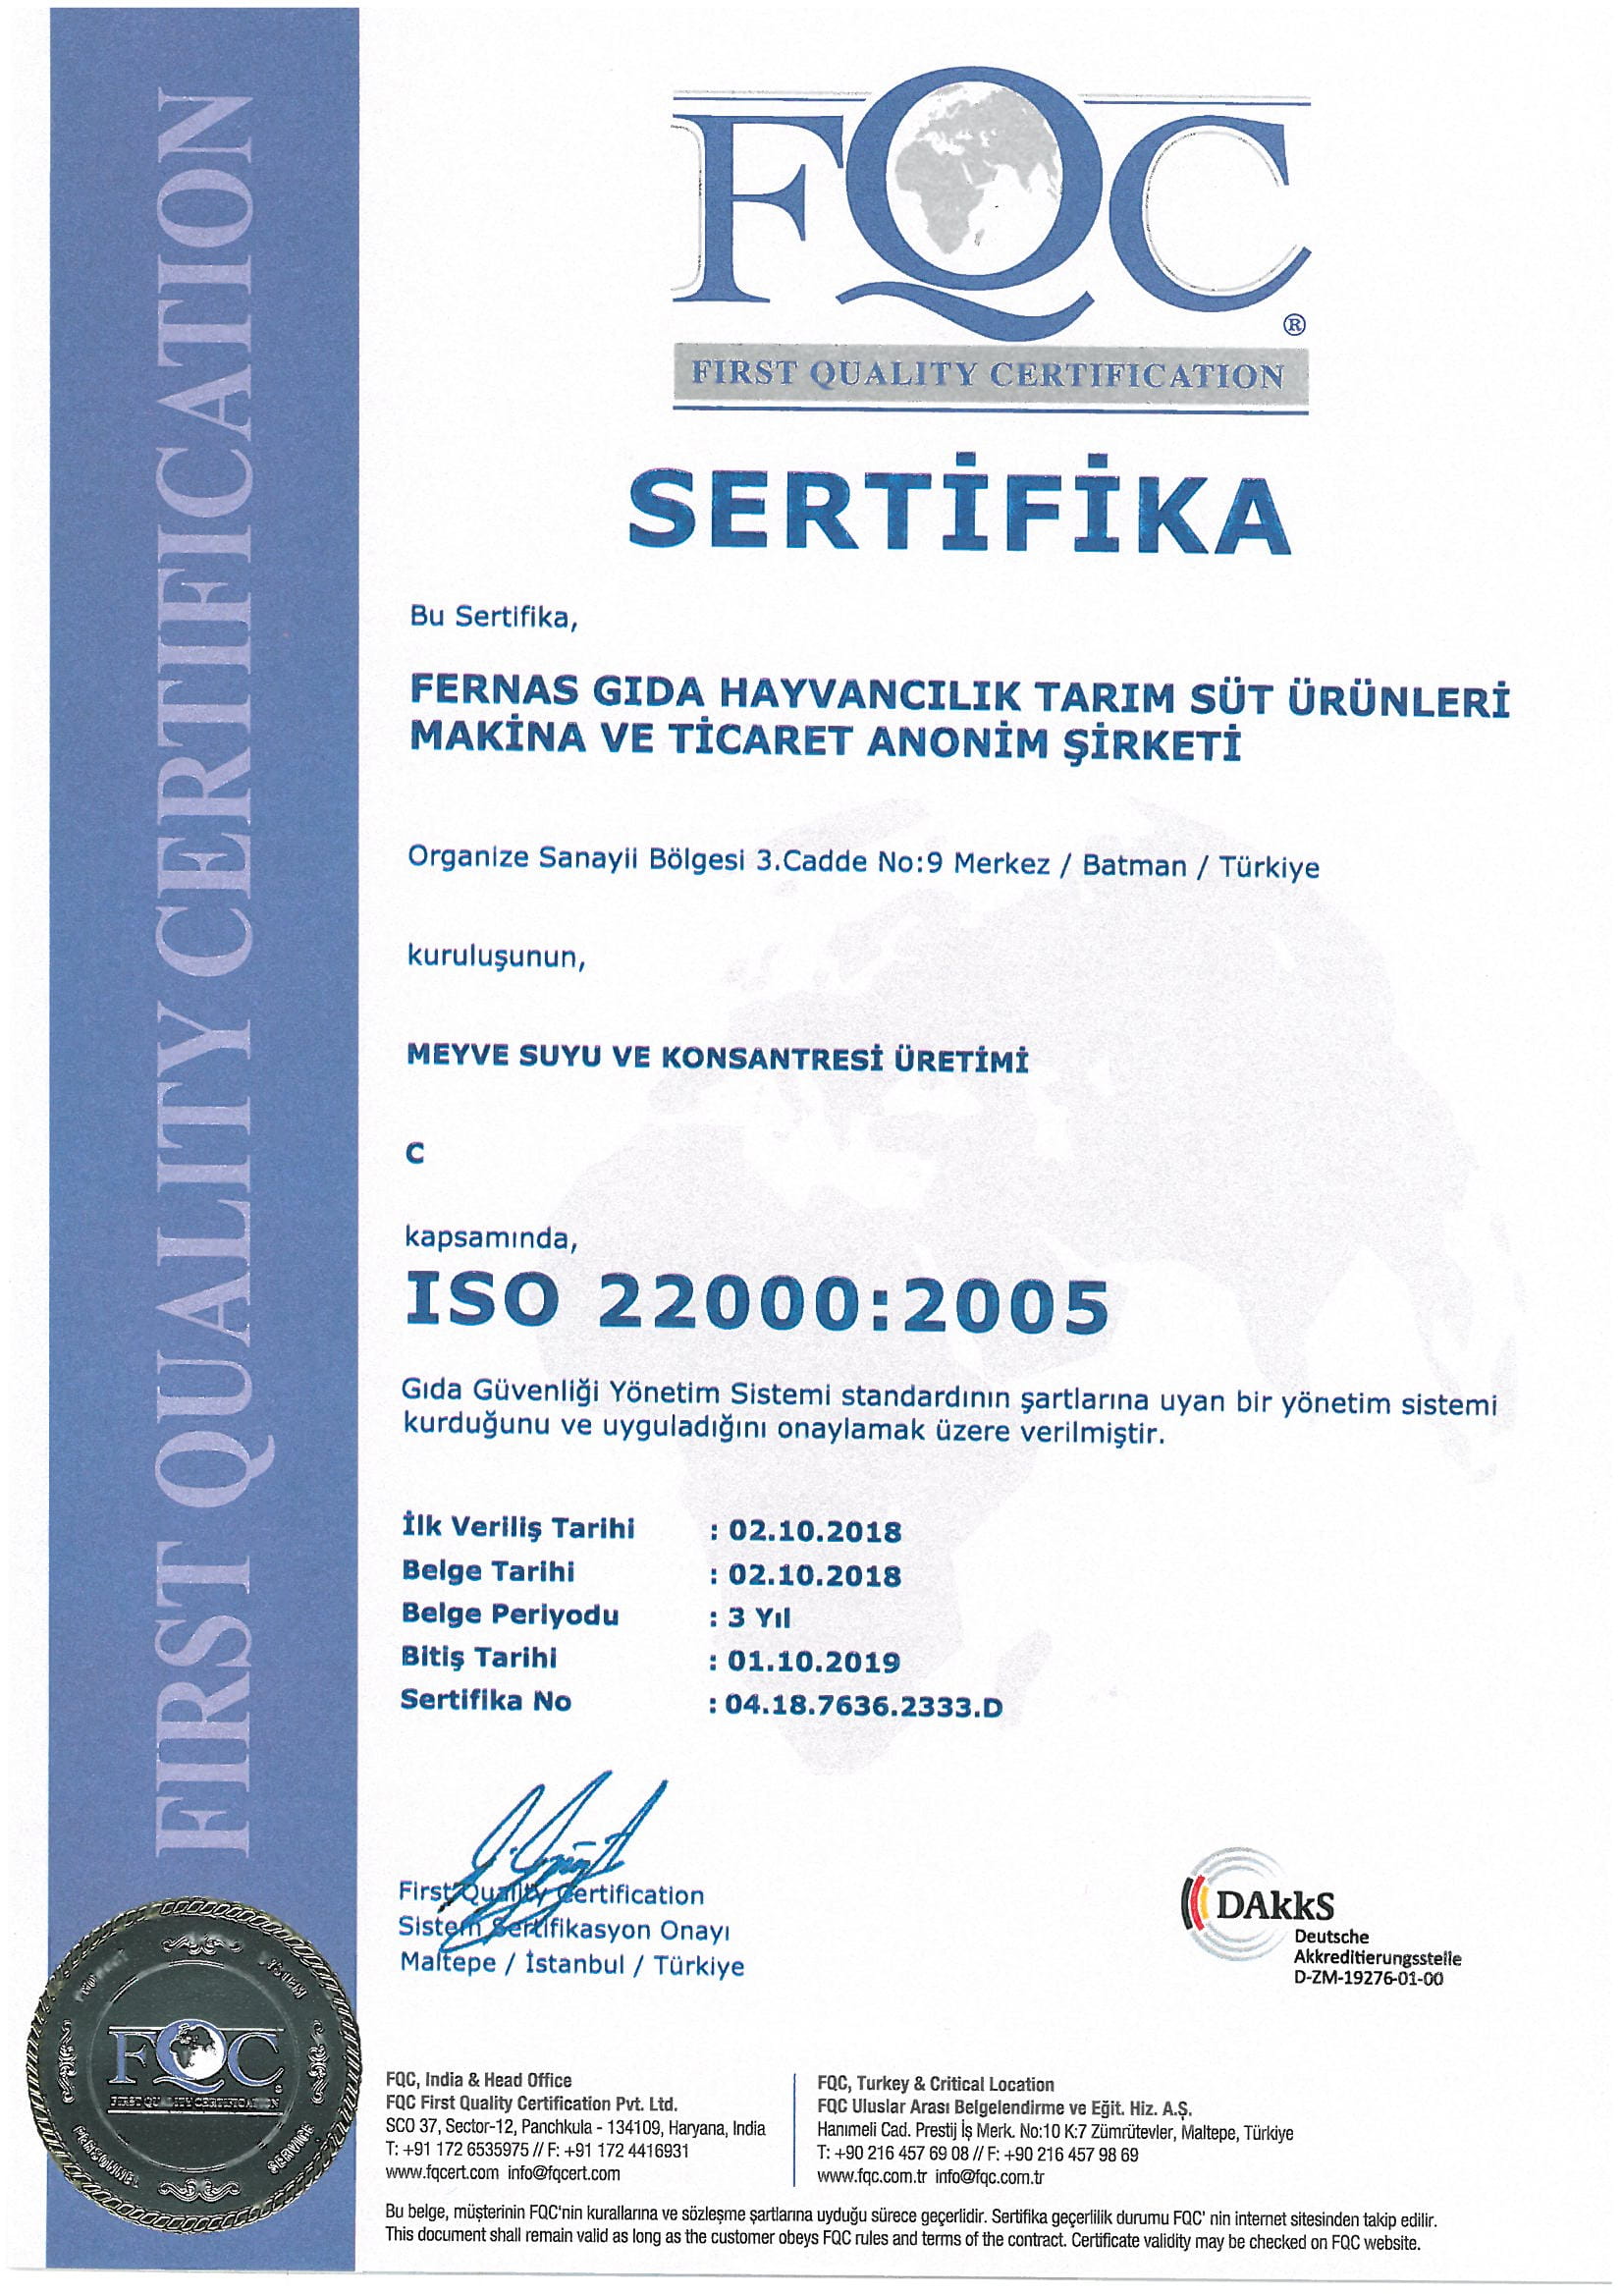 FIRST QUALITY CERTIFICATION
FQC
®
FIRST QUALITY CERTIFICATION
SERTİFİKA
Bu Sertifika,
FERNAS GIDA HAYVANCILIK TARIM SÜT ÜRÜNLERİ
MAKİNA VE TİCARET ANONİM ŞİRKETİ
Organize Sanayii Bölgesi 3.Cadde No:9 Merkez / Batman / Türkiye
kuruluşunun,
MEYVE SUYU VE KONSANTRESİ ÜRETİMİ
C
kapsamında,
ISO 22000:2005
Gıda Güvenliği Yönetim Sistemi standardının şartlarına uyan bir yönetim sistemi
kurduğunu ve uyguladığını onaylamak üzere verilmiştir.
İlk Veriliş Tarihi : 02.10.2018
Belge Tarihi : 02.10.2018
Belge Periyodu : 3 Yıl
Bitiş Tarihi : 01.10.2019
Sertifika No : 04.18.7636.2333.D
First Quality Certification
Sistem Sertifikasyon Onayı
Maltepe / İstanbul / Türkiye
DAkkS
Deutsche
Akkreditierungsstelle
D-ZM-19276-01-00
FQC
FIRST QUALITY CERTIFICATION
PERSONNEL
SERVICE
FQC, India & Head Office
FQC First Quality Certification Pvt. Ltd.
SCO 37, Sector-12, Panchkula - 134109, Haryana, India
T: +91 172 6535975 // F: +91 172 4416931
www.fqcert.com info@fqcert.com
FQC, Turkey & Critical Location
FQC Uluslar Arası Belgelendirme ve Eğit. Hiz. A.Ş.
Hanımeli Cad. Prestij İş Merk. No:10 K:7 Zümrütevler, Maltepe, Türkiye
T: +90 216 457 69 08 // F: +90 216 457 98 69
www.fqc.com.tr info@fqc.com.tr
Bu belge, müşterinin FQC'nin kurallarına ve sözleşme şartlarına uyduğu sürece geçerlidir. Sertifika geçerlilik durumu FQC' nin internet sitesinden takip edilir.
This document shall remain valid as long as the customer obeys FQC rules and terms of the contract. Certificate validity may be checked on FQC website.